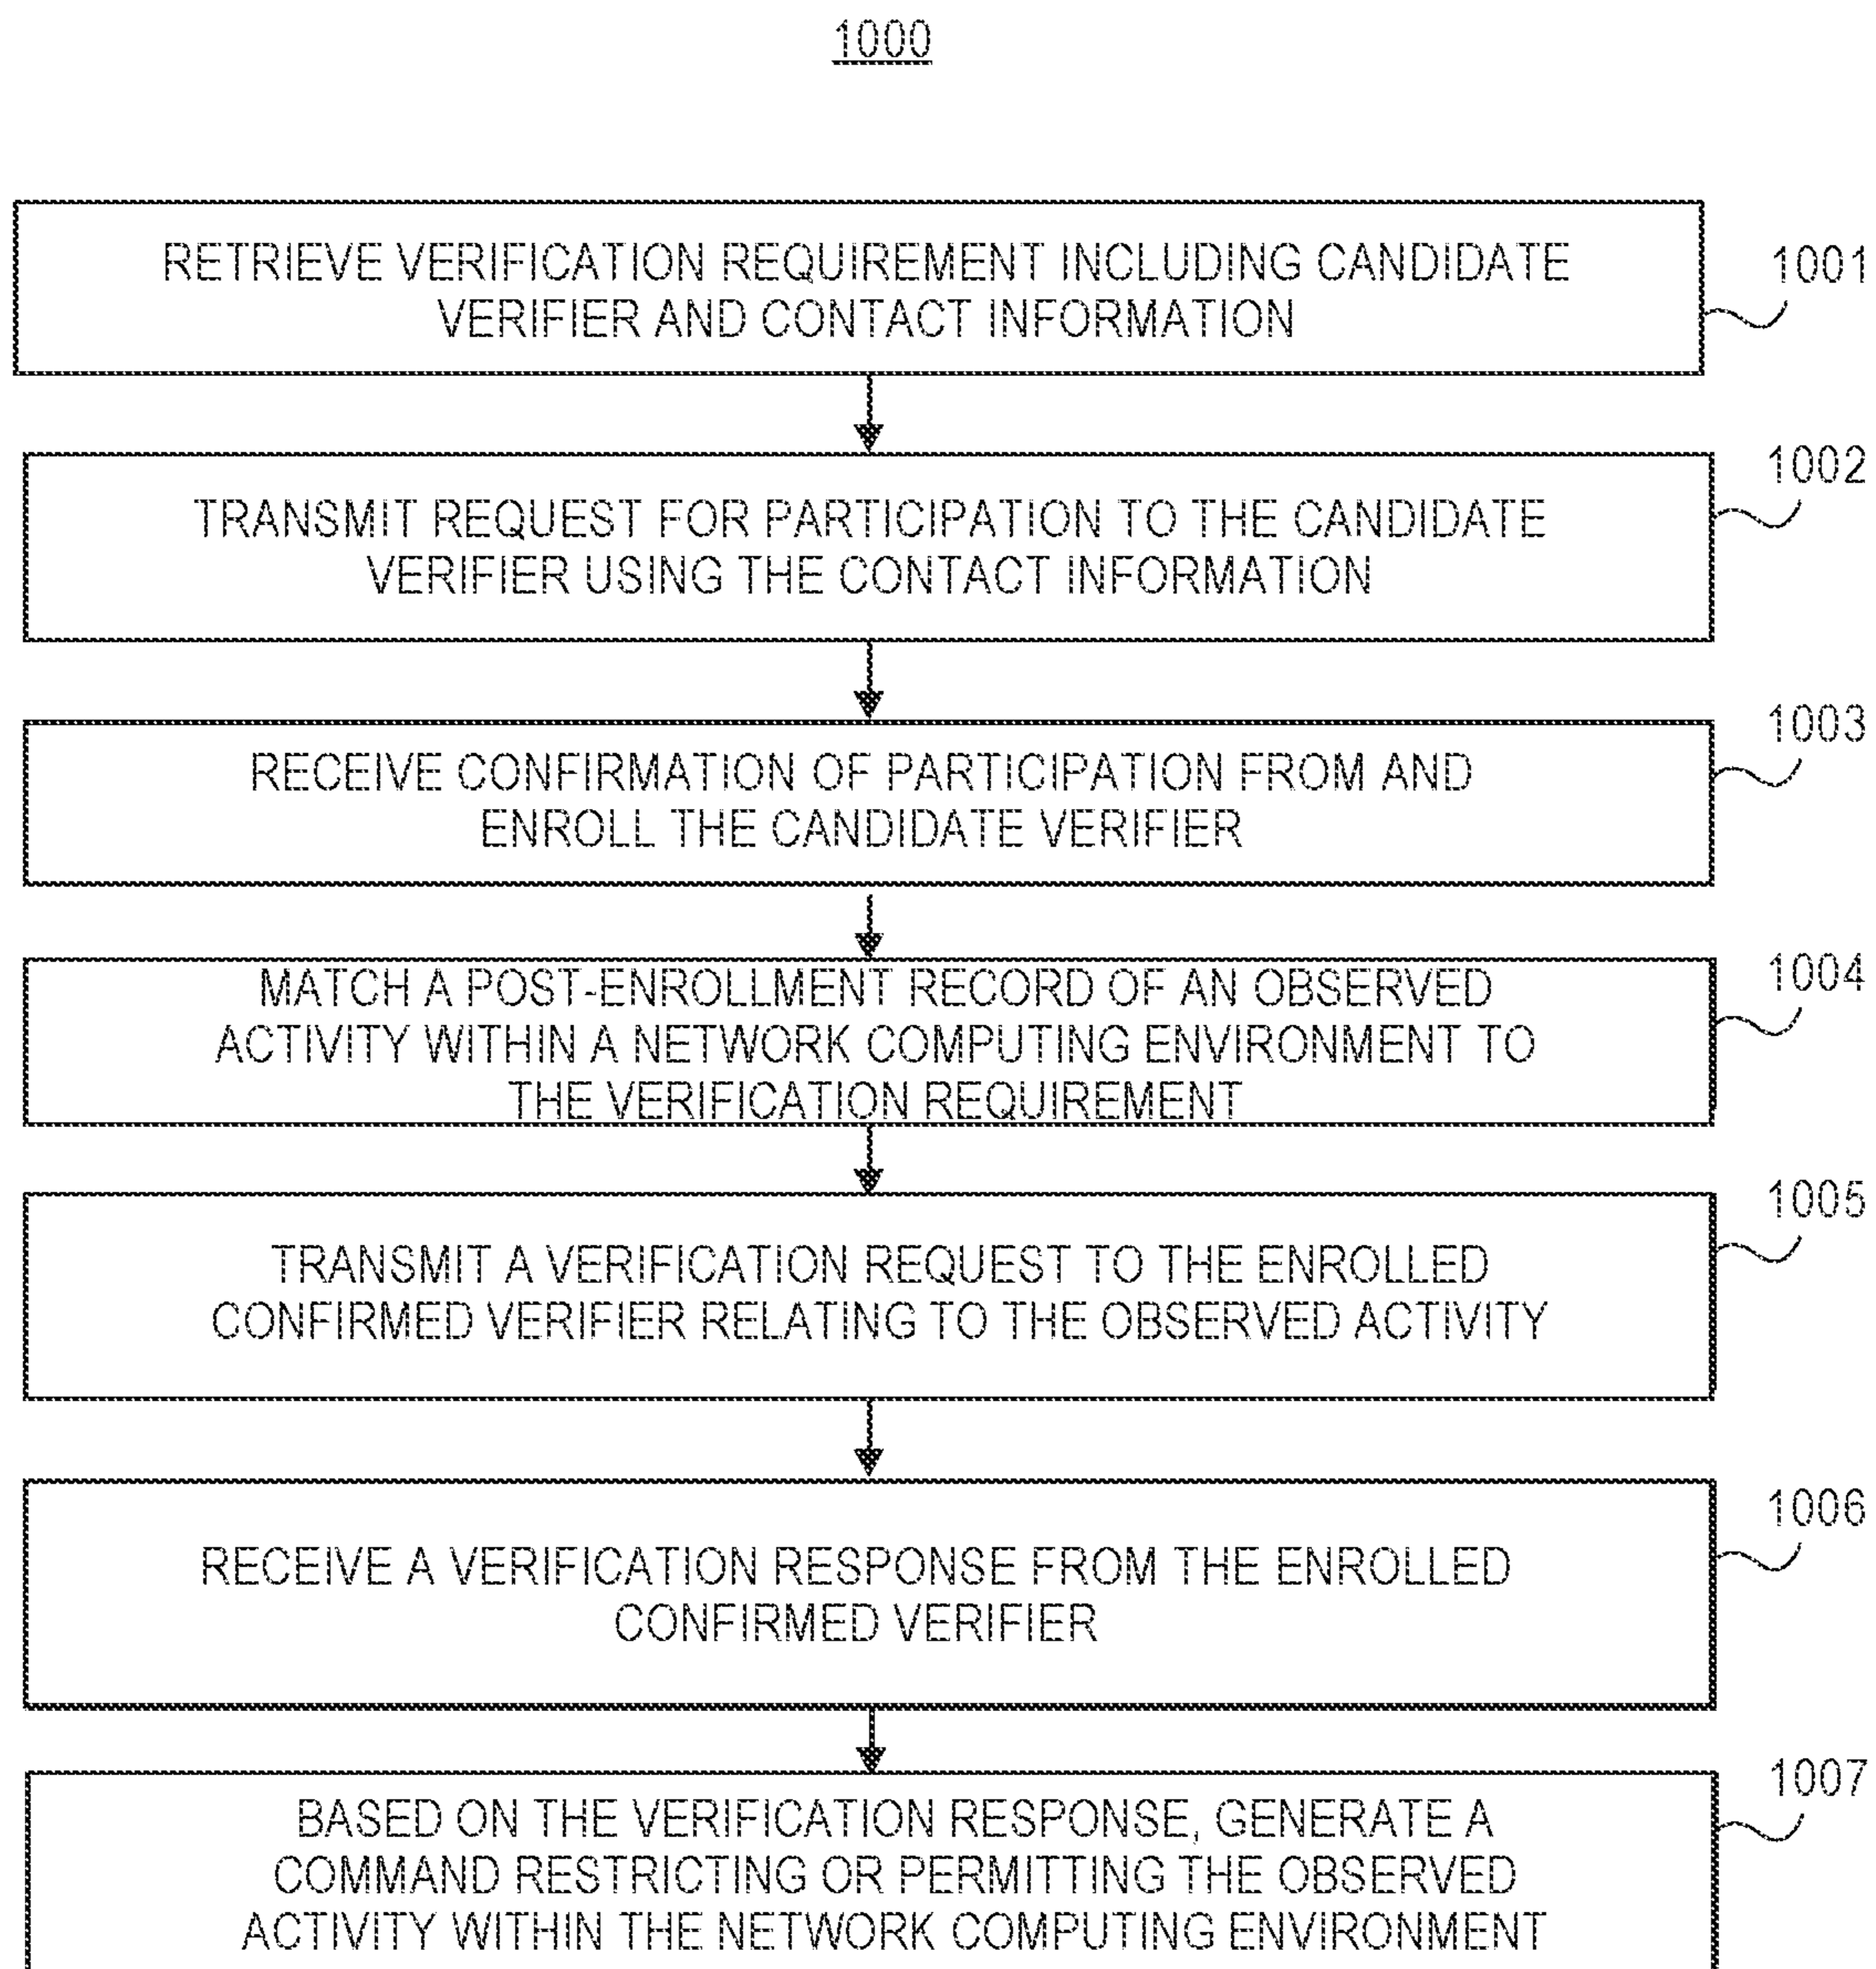 1000
RETRIEVE VERIFICATION REQUIREMENT INCLUDING CANDIDATE
VERIFIER AND CONTACT INFORMATION
1001
TRANSMIT REQUEST FOR PARTICIPATION TO THE CANDIDATE
VERIFIER USING THE CONTACT INFORMATION
1002
RECEIVE CONFIRMATION OF PARTICIPATION FROM AND
ENROLL THE CANDIDATE VERIFIER
1003
MATCH A POST-ENROLLMENT RECORD OF AN OBSERVED
ACTIVITY WITHIN A NETWORK COMPUTING ENVIRONMENT TO
THE VERIFICATION REQUIREMENT
1004
TRANSMIT A VERIFICATION REQUEST TO THE ENROLLED
CONFIRMED VERIFIER RELATING TO THE OBSERVED ACTIVITY
1005
RECEIVE A VERIFICATION RESPONSE FROM THE ENROLLED
CONFIRMED VERIFIER
1006
BASED ON THE VERIFICATION RESPONSE, GENERATE A
COMMAND RESTRICTING OR PERMITTING THE OBSERVED
ACTIVITY WITHIN THE NETWORK COMPUTING ENVIRONMENT
1007